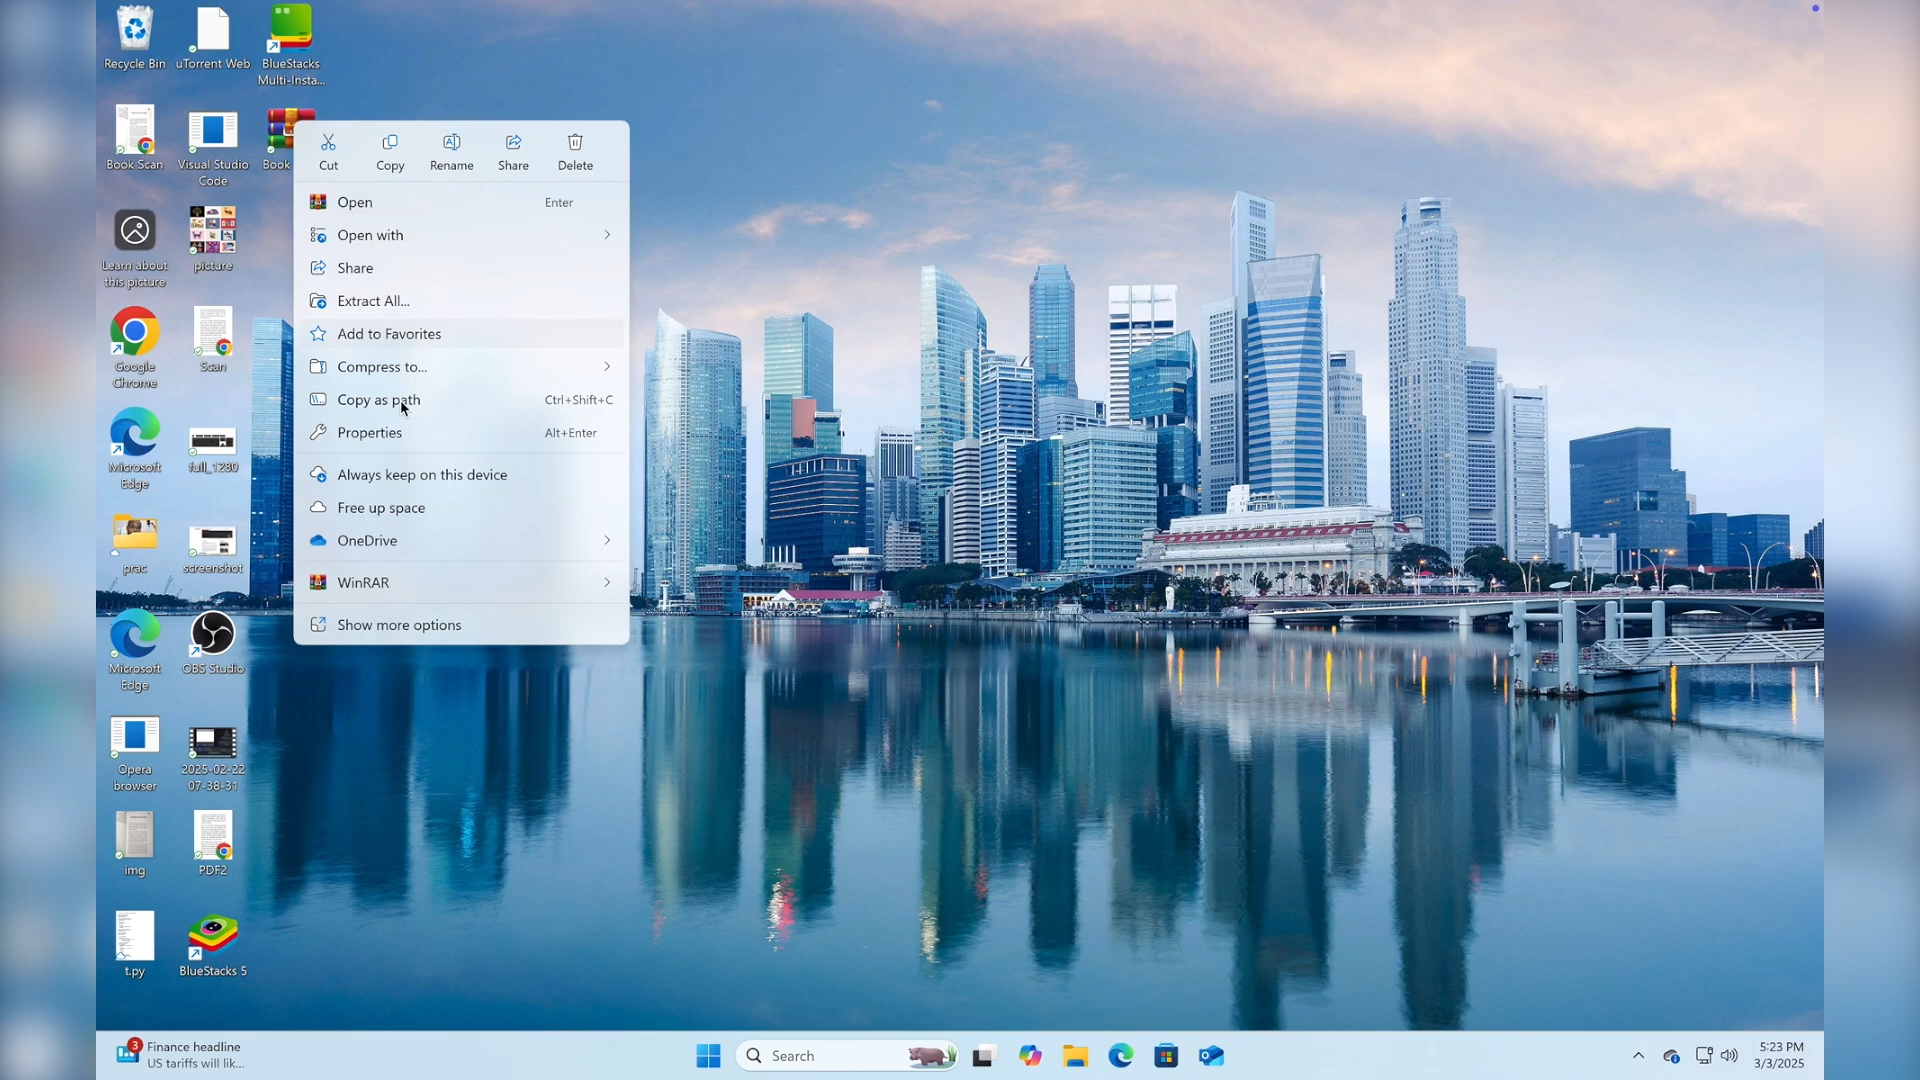 Recycle Bin
uTorrent Web
BlueStacks
Multi-Insta...
Book Scan
Visual Studio
Code
Book
Learn about
this picture
picture
Google
Chrome
Scan
Microsoft
Edge
full_1280
prac
screenshot
Microsoft
Edge
OBS Studio
Opera
browser
2025-02-22
07-38-31
img
PDF2
t.py
BlueStacks 5
Cut
Copy
Rename
Share
Delete
Open Enter
Open with
Share
Extract All...
Add to Favorites
Compress to...
Copy as path Ctrl+Shift+C
Properties Alt+Enter
Always keep on this device
Free up space
OneDrive
WinRAR
Show more options
3
Finance headline
US tariffs will lik...
Search
5:23 PM
3/3/2025